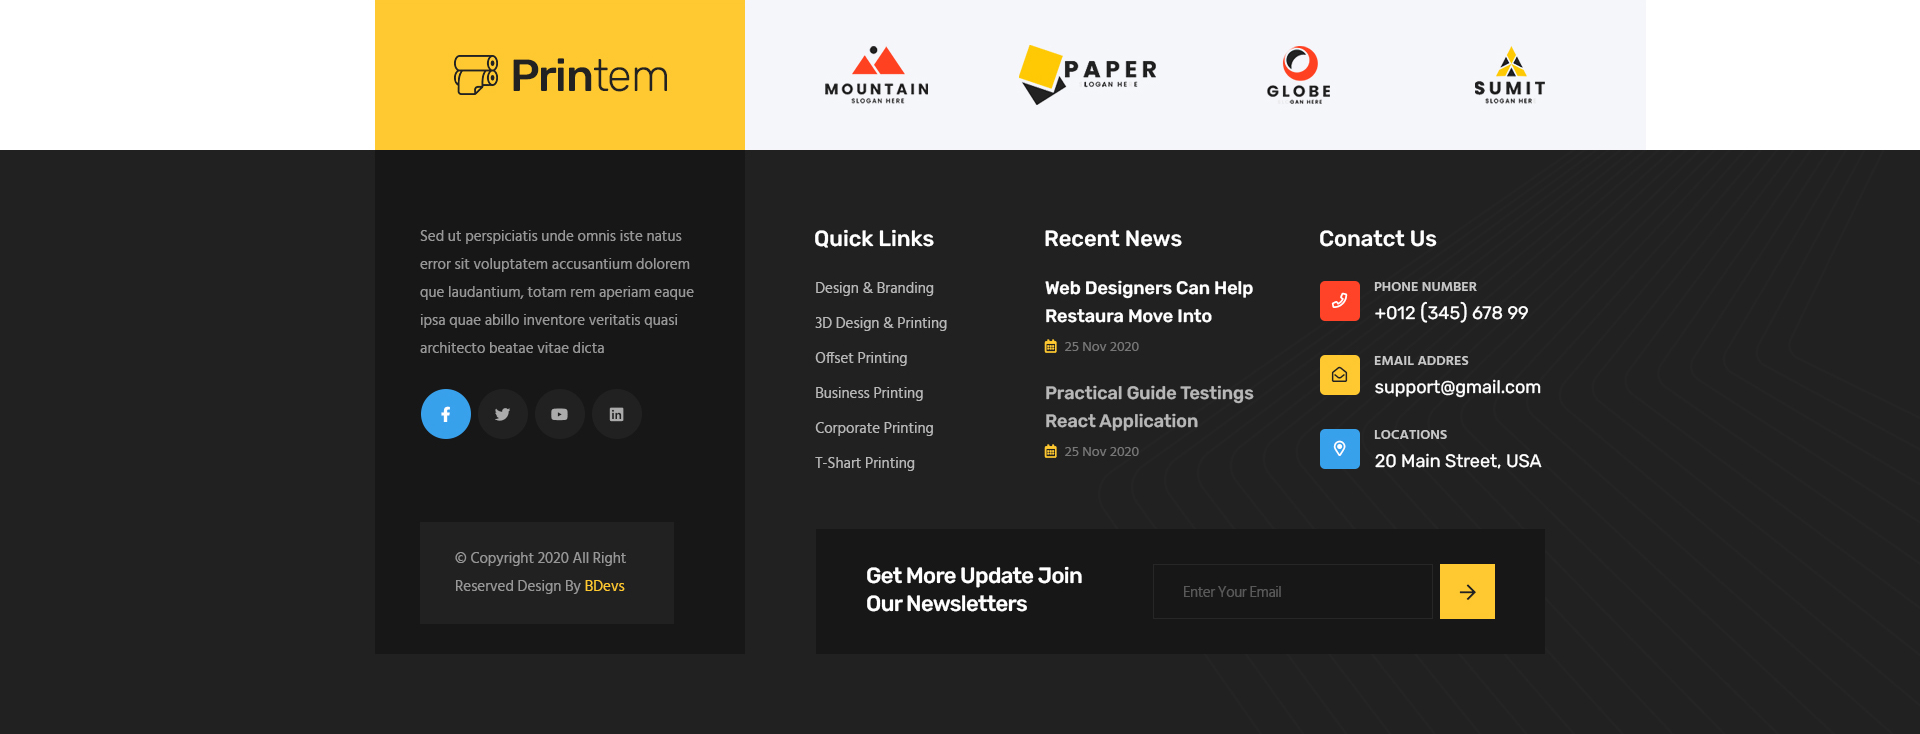 Printem
MOUNTAIN
SLOGAN HERE
PAPER
LOGAN HE E
GLOBE
GAN HERE
SUMIT
SLOGAN HER
Sed ut perspiciatis unde omnis iste natus
error sit voluptatem accusantium dolorem
que laudantium, totam rem aperiam eaque
ipsa quae abillo inventore veritatis quasi
architecto beatae vitae dicta
© Copyright 2020 All Right
Reserved Design By BDevs
Quick Links
Design & Branding
3D Design & Printing
Offset Printing
Business Printing
Corporate Printing
T-Shart Printing
Recent News
Web Designers Can Help
Restaura Move Into
25 Nov 2020
Practical Guide Testings
React Application
25 Nov 2020
Conatct Us
PHONE NUMBER
+012 (345) 678 99
EMAIL ADDRES
support@gmail.com
LOCATIONS
20 Main Street, USA
Get More Update Join
Our Newsletters
Enter Your Email